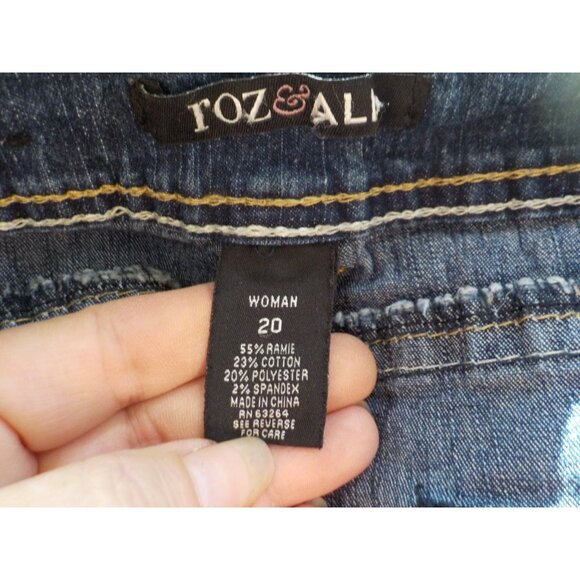 roz & ALI
WOMAN
20
55% RAMIE
23% COTTON
20% POLYESTER
2% SPANDEX
MADE IN CHINA
RN 63264
SEE REVERSE
FOR CARE